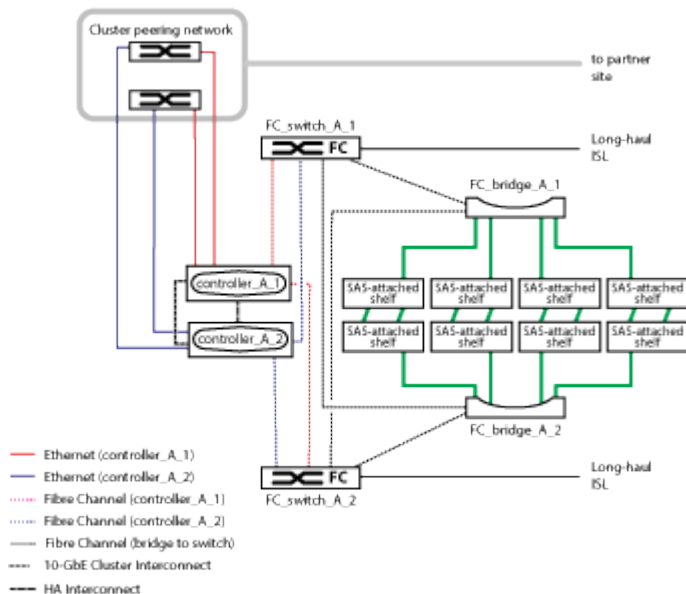 Cluster peering network
to partner
site
FC_switch_A_1
FC
Long-haul
ISL
FC_bridge_A_1
controller_A_1
SAS-attached
shelf
SAS-attached
shelf
SAS-attached
shelf
SAS-attached
shelf
controller_A_2
SAS-attached
shelf
SAS-attached
shelf
SAS-attached
shelf
SAS-attached
shelf
FC_bridge_A_2
FC
FC_switch_A_2
Long-haul
ISL
Ethernet (controller_A_1)
Ethernet (controller_A_2)
Fibre Channel (controller_A_1)
Fibre Channel (controller_A_2)
Fibre Channel (bridge to switch)
10-GbE Cluster Interconnect
HA Interconnect